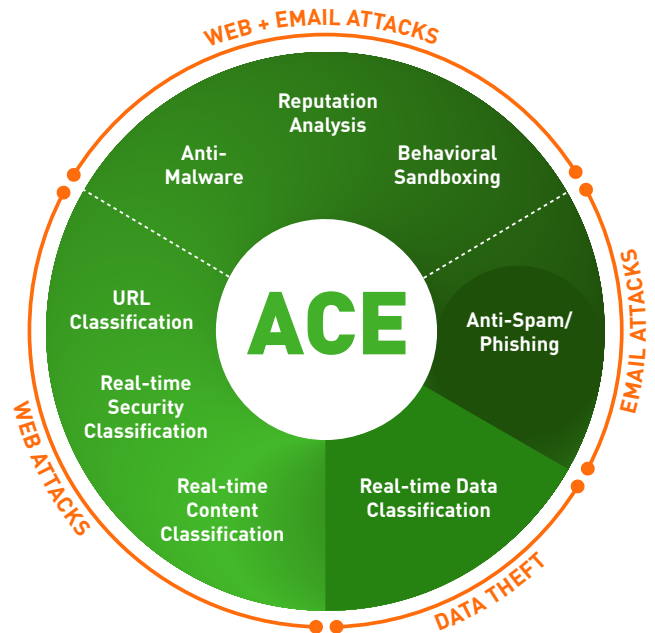 WEB + EMAIL ATTACKS
Reputation
Analysis
Anti-
Malware
Behavioral
Sandboxing
URL
Classification
ACE
Anti-Spam/
Phishing
EMAIL ATTACKS
Real-time
Security
Classification
WEB ATTACKS
Real-time
Content
Classification
Real-time Data
Classification
DATA THEFT